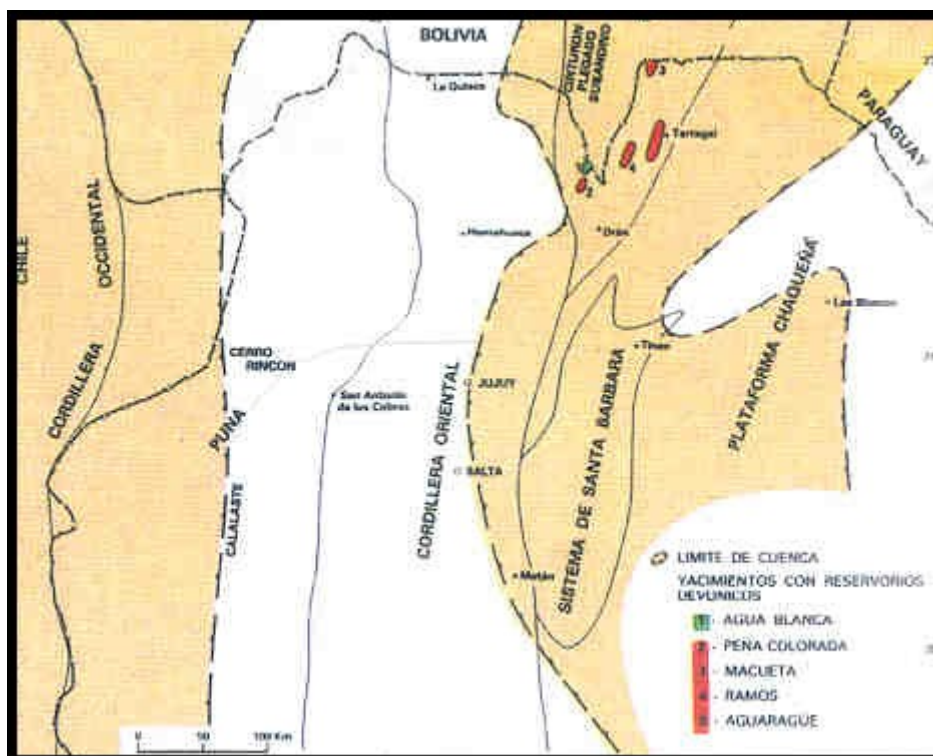 BOLIVIA
CINTURON
PLEGADO
SUBANDINO
La Quiaca
3
PARAGUAY
Tartagal
4
2
Orán
Humahuaca
CHILE
OCCIDENTAL
CORDILLERA
CERRO
RINCON
PUNA
San Antonio
de los Cobres
CALALASTE
CORDILLERA ORIENTAL
JUJUY
SALTA
Metán
SISTEMA DE SANTA BARBARA
PLATAFORMA CHAQUEÑA
LIMITE DE CUENCA
YACIMIENTOS CON RESERVORIOS
DEVONICOS
1 - AGUA BLANCA
2 - PEÑA COLORADA
3 - MACUETA
4 - RAMOS
5 - AGUARAGUE
0 50 100 Km